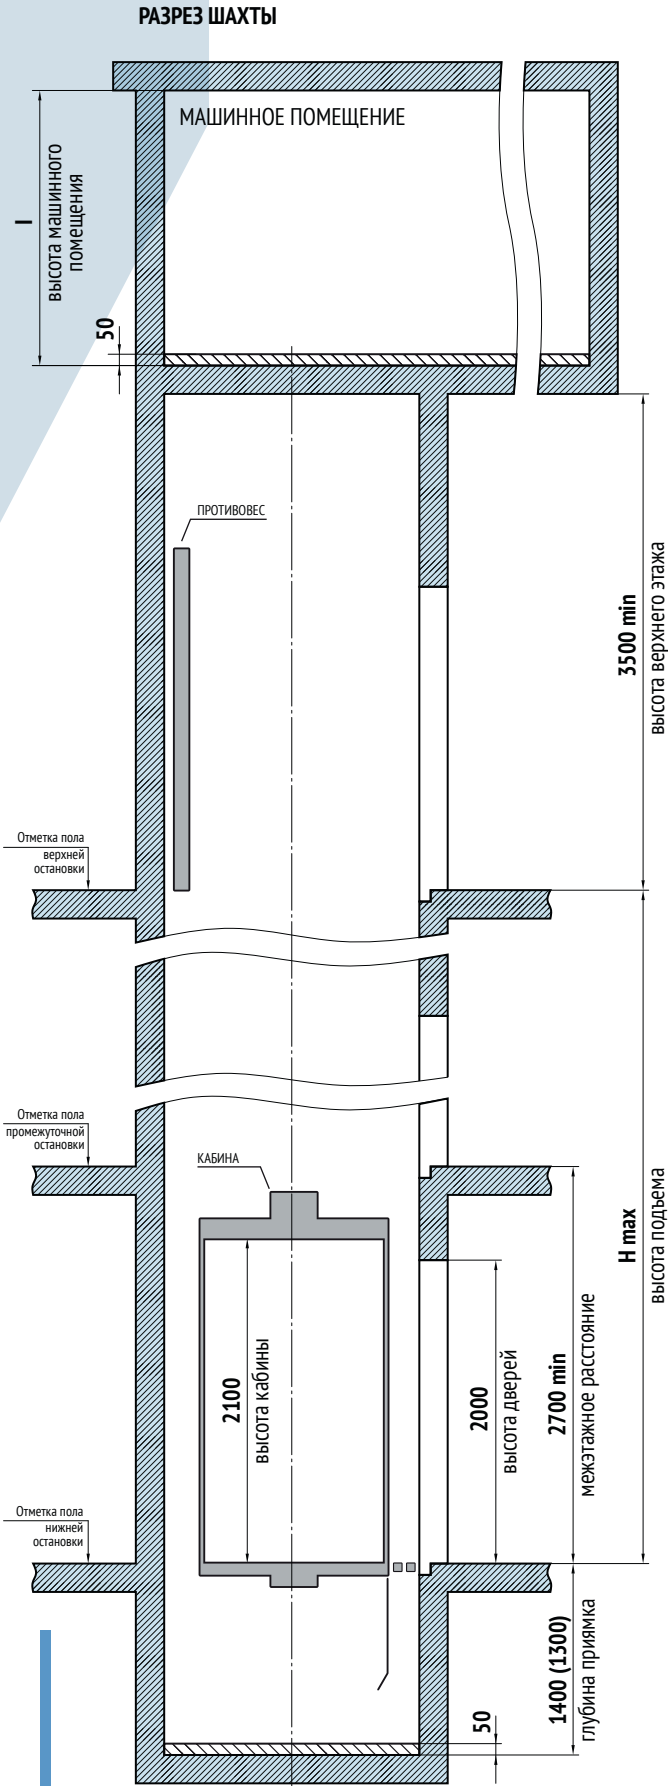 РАЗРЕЗ ШАХТЫ
МАШИННОЕ ПОМЕЩЕНИЕ
I
высота машинного
помещения
50
ПРОТИВОВЕС
3500 min
высота верхнего этажа
Отметка пола
верхней
остановки
Отметка пола
промежуточной
остановки
КАБИНА
H max
высота подъема
2100
высота кабины
2000
высота дверей
2700 min
межэтажное расстояние
Отметка пола
нижней
остановки
1400 (1300)
глубина приямка
50